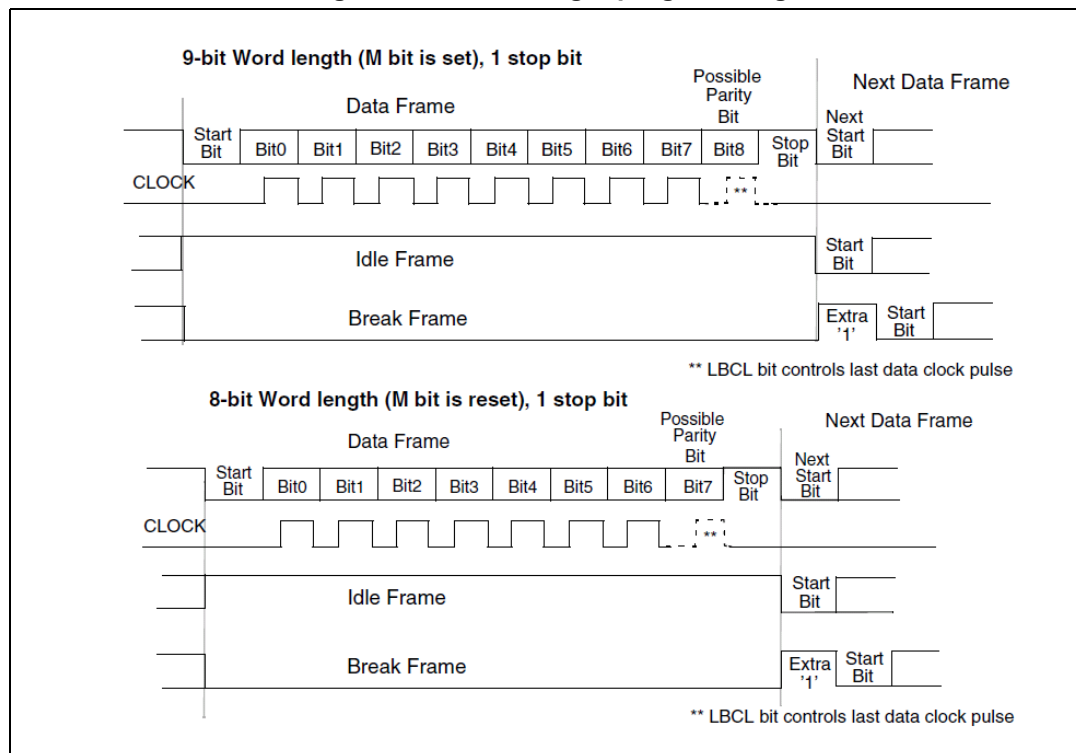 9-bit Word length (M bit is set), 1 stop bit
Possible
Parity
Bit
Next Data Frame
Data Frame
Next
Start
Bit
Start
Bit
Bit0
Bit1
Bit2
Bit3
Bit4
Bit5
Bit6
Bit7
Bit8
Stop
Bit
CLOCK
**
Idle Frame
Start
Bit
Break Frame
Extra
'1'
Start
Bit
** LBCL bit controls last data clock pulse
8-bit Word length (M bit is reset), 1 stop bit
Possible
Parity
Bit
Next Data Frame
Data Frame
Next
Start
Bit
Start
Bit
Bit0
Bit1
Bit2
Bit3
Bit4
Bit5
Bit6
Bit7
Stop
Bit
CLOCK
**
Idle Frame
Start
Bit
Break Frame
Extra
'1'
Start
Bit
** LBCL bit controls last data clock pulse